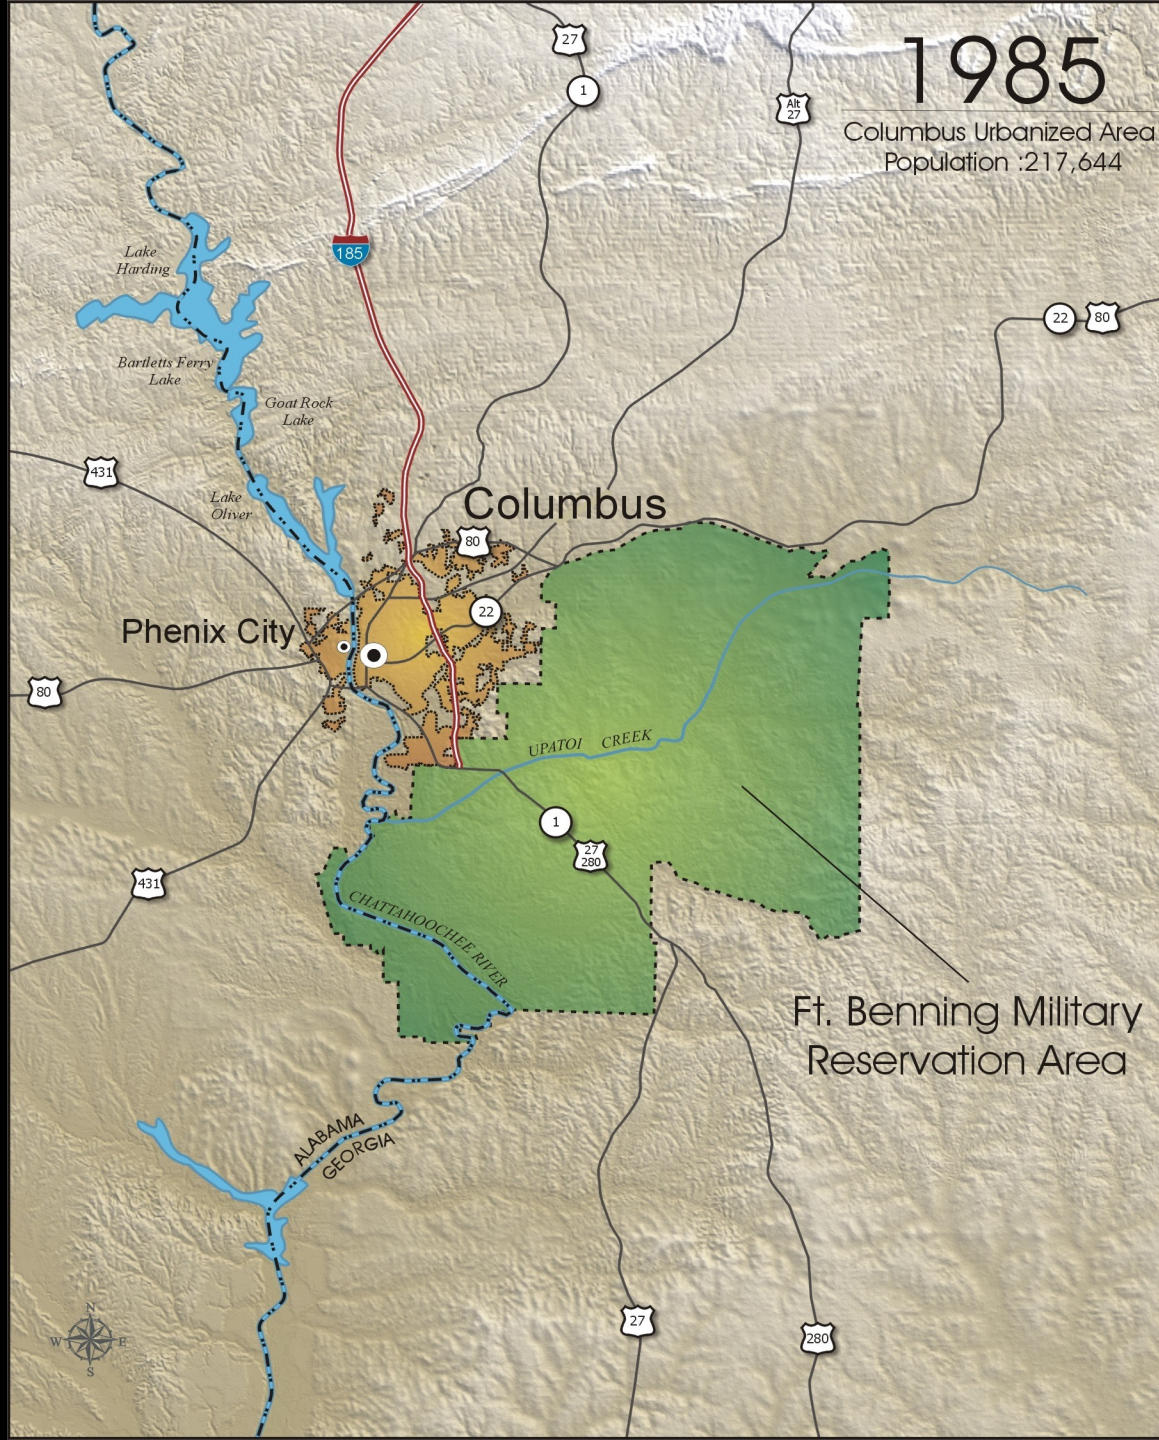 27
1
1985
Alt
27
Columbus Urbanized Area
Population :217,644
185
Lake
Harding
22
80
Bartletts Ferry
Lake
Goat Rock
Lake
431
Lake
Oliver
Columbus
80
22
Phenix City
80
UPATOI CREEK
1
27
280
431
CHATTAHOOCHEE RIVER
Ft. Benning Military
Reservation Area
ALABAMA
GEORGIA
N
W E
S
27
280